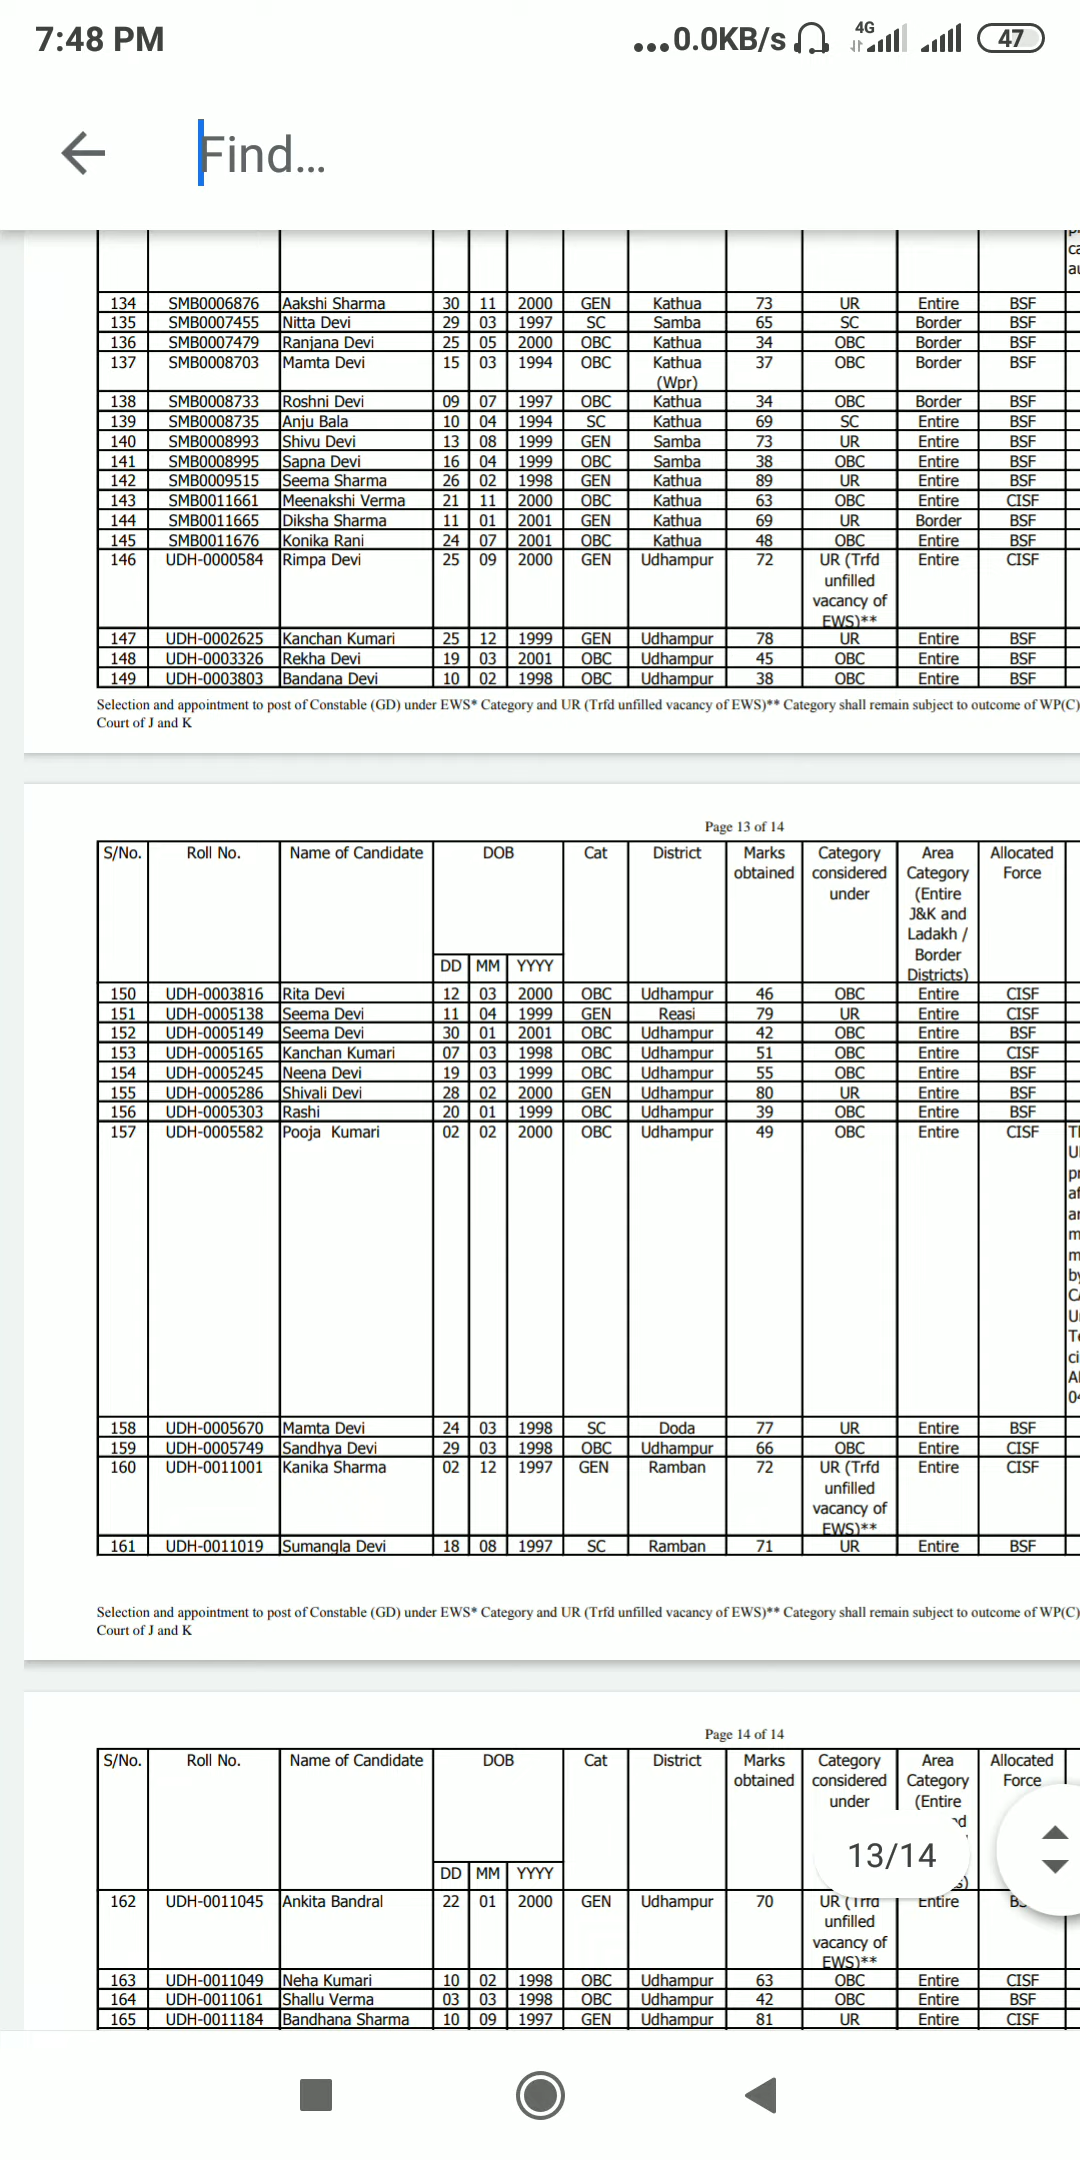 7:48 PM ...0.0KB/s 4G 47
Find...
134 SMB0006876 Aakshi Sharma 30 11 2000 GEN Kathua 73 UR Entire BSF
135 SMB0007455 Nitta Devi 29 03 1997 SC Samba 65 SC Border BSF
136 SMB0007479 Ranjana Devi 25 05 2000 OBC Kathua 34 OBC Border BSF
137 SMB0008703 Mamta Devi 15 03 1994 OBC Kathua 37 OBC Border BSF
(Wpr)
138 SMB0008733 Roshni Devi 09 07 1997 OBC Kathua 34 OBC Border BSF
139 SMB0008735 Anju Bala 10 04 1994 SC Kathua 69 SC Entire BSF
140 SMB0008993 Shivu Devi 13 08 1999 GEN Samba 73 UR Entire BSF
141 SMB0008995 Sapna Devi 16 04 1999 OBC Samba 38 OBC Entire BSF
142 SMB0009515 Seema Sharma 26 02 1998 GEN Kathua 89 UR Entire BSF
143 SMB0011661 Meenakshi Verma 21 11 2000 OBC Kathua 63 OBC Entire CISF
144 SMB0011665 Diksha Sharma 11 01 2001 GEN Kathua 69 UR Border BSF
145 SMB0011676 Konika Rani 24 07 2001 OBC Kathua 48 OBC Entire BSF
146 UDH-0000584 Rimpa Devi 25 09 2000 GEN Udhampur 72 UR (Trfd Entire CISF
unfilled
vacancy of
EWS)**
147 UDH-0002625 Kanchan Kumari 25 12 1999 GEN Udhampur 78 UR Entire BSF
148 UDH-0003326 Rekha Devi 19 03 2001 OBC Udhampur 45 OBC Entire BSF
149 UDH-0003803 Bandana Devi 10 02 1998 OBC Udhampur 38 OBC Entire BSF
Selection and appointment to post of Constable (GD) under EWS* Category and UR (Trfd unfilled vacancy of EWS)** Category shall remain subject to outcome of WP(C)
Court of J and K
Page 13 of 14
S/No. Roll No. Name of Candidate DOB Cat District Marks Category Area Allocated
obtained considered Category Force
under (Entire
J&K and
Ladakh /
Border
DD MM YYYY Districts)
150 UDH-0003816 Rita Devi 12 03 2000 OBC Udhampur 46 OBC Entire CISF
151 UDH-0005138 Seema Devi 11 04 1999 GEN Reasi 79 UR Entire CISF
152 UDH-0005149 Seema Devi 30 01 2001 OBC Udhampur 42 OBC Entire BSF
153 UDH-0005165 Kanchan Kumari 07 03 1998 OBC Udhampur 51 OBC Entire CISF
154 UDH-0005245 Neena Devi 19 03 1999 OBC Udhampur 55 OBC Entire BSF
155 UDH-0005286 Shivali Devi 28 02 2000 GEN Udhampur 80 UR Entire BSF
156 UDH-0005303 Rashi 20 01 1999 OBC Udhampur 39 OBC Entire BSF
157 UDH-0005582 Pooja Kumari 02 02 2000 OBC Udhampur 49 OBC Entire CISF
158 UDH-0005670 Mamta Devi 24 03 1998 SC Doda 77 UR Entire BSF
159 UDH-0005749 Sandhya Devi 29 03 1998 OBC Udhampur 66 OBC Entire CISF
160 UDH-0011001 Kanika Sharma 02 12 1997 GEN Ramban 72 UR (Trfd Entire CISF
unfilled
vacancy of
EWS)**
161 UDH-0011019 Sumangla Devi 18 08 1997 SC Ramban 71 UR Entire BSF
Selection and appointment to post of Constable (GD) under EWS* Category and UR (Trfd unfilled vacancy of EWS)** Category shall remain subject to outcome of WP(C)
Court of J and K
Page 14 of 14
S/No. Roll No. Name of Candidate DOB Cat District Marks Category Area Allocated
obtained considered Category Force
under (Entire
13/14
DD MM YYYY
162 UDH-0011045 Ankita Bandral 22 01 2000 GEN Udhampur 70 UR (Trfd Entire
unfilled
vacancy of
EWS)**
163 UDH-0011049 Neha Kumari 10 02 1998 OBC Udhampur 63 OBC Entire CISF
164 UDH-0011061 Shallu Verma 03 03 1998 OBC Udhampur 42 OBC Entire BSF
165 UDH-0011184 Bandhana Sharma 10 09 1997 GEN Udhampur 81 UR Entire CISF